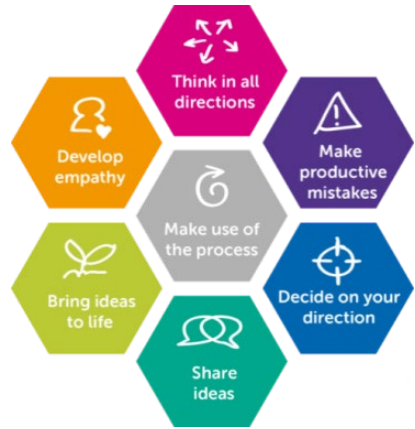 Think in all
directions
Develop
empathy
Make
productive
mistakes
Make use of
the process
Bring ideas
to life
Decide on your
direction
Share
ideas